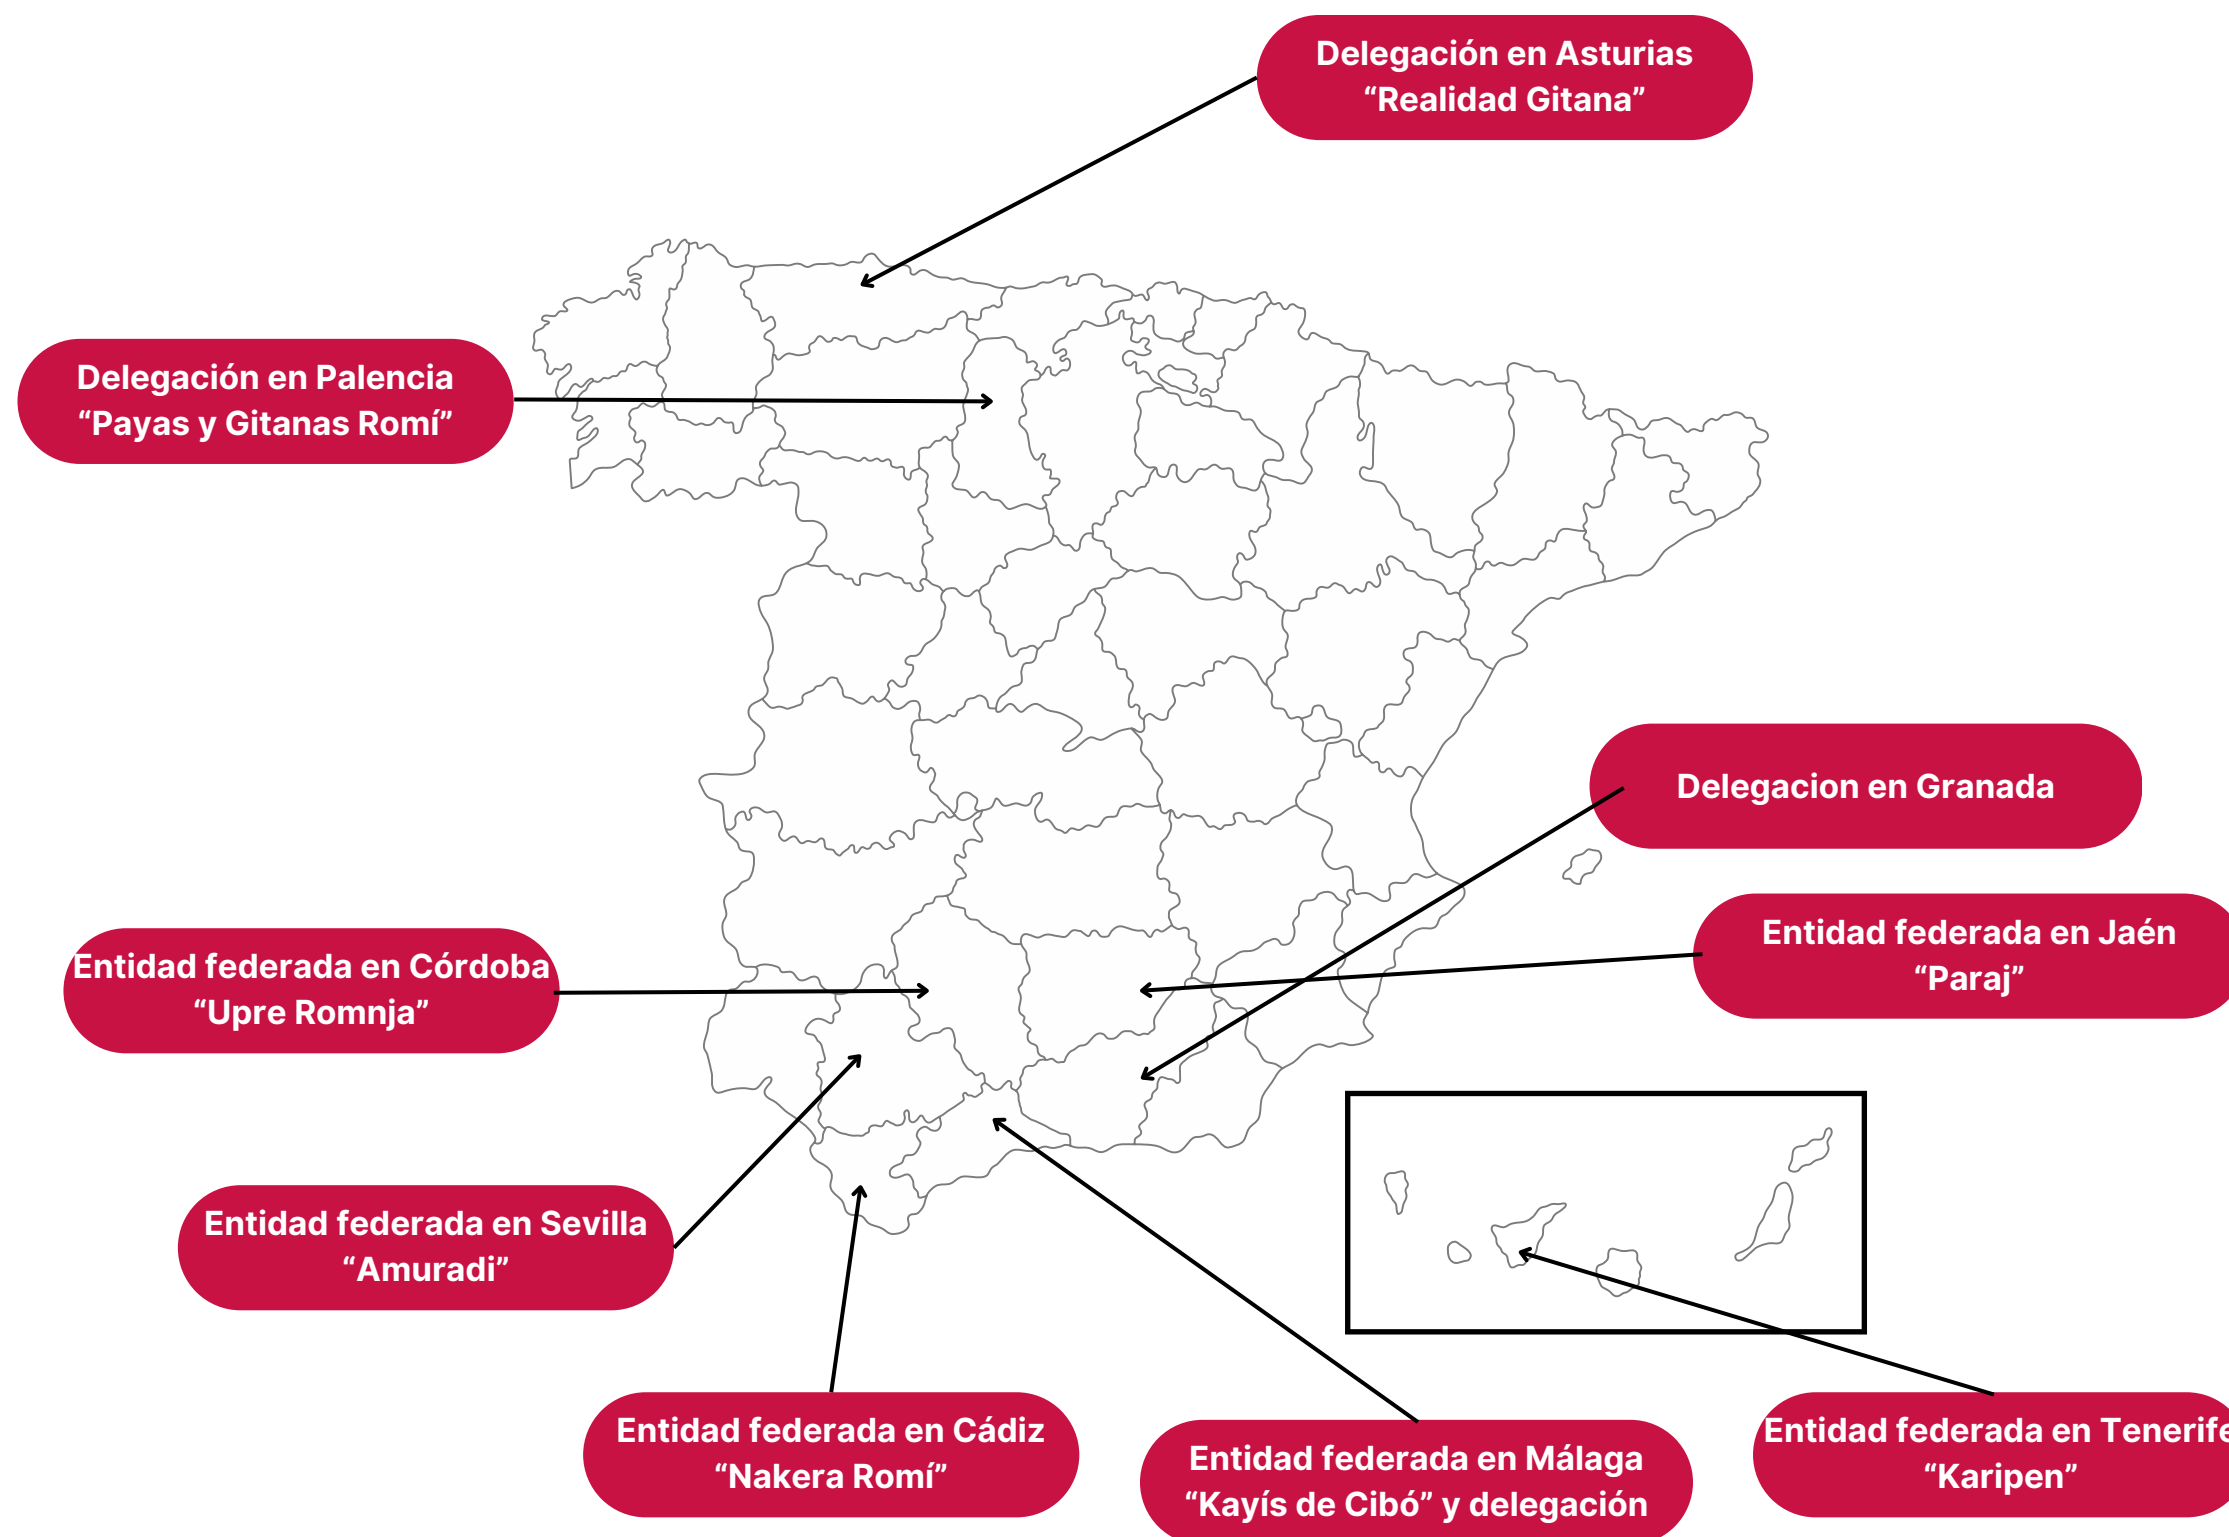 Delegación en Asturias
“Realidad Gitana”
Delegación en Palencia
“Payas y Gitanas Romí”
Delegacion en Granada
Entidad federada en Jaén
“Paraj”
Entidad federada en Córdoba
“Upre Romnja”
Entidad federada en Sevilla
“Amuradi”
Entidad federada en Cádiz
“Nakera Romí”
Entidad federada en Málaga
“Kayís de Cibó” y delegación
Entidad federada en Tenerife
“Karipen”